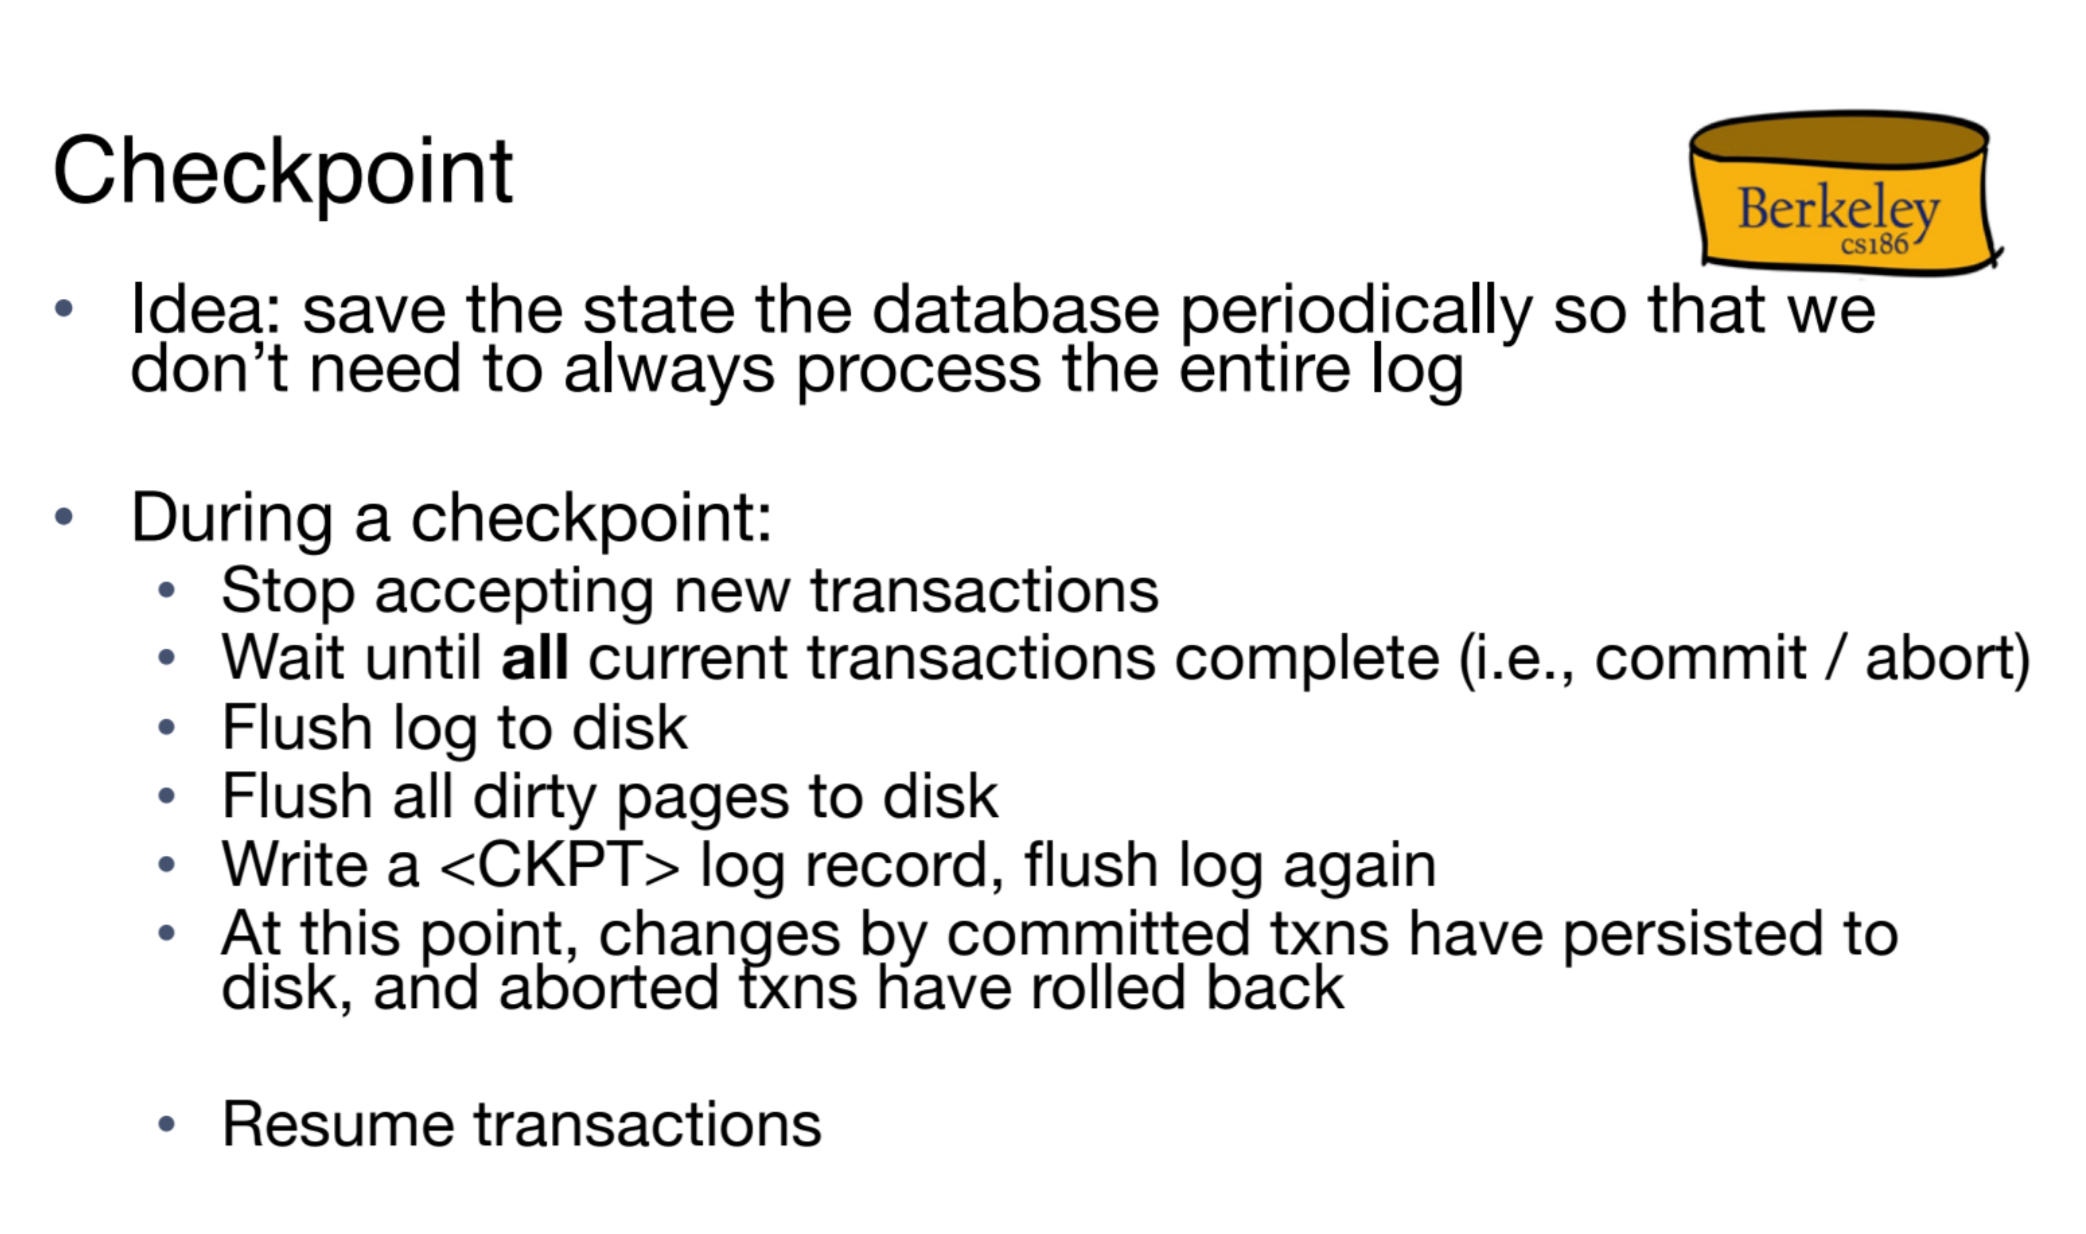 Checkpoint
Berkeley
cs186
• Idea: save the state the database periodically so that we
don’t need to always process the entire log
• During a checkpoint:
• Stop accepting new transactions
• Wait until all current transactions complete (i.e., commit / abort)
• Flush log to disk
• Flush all dirty pages to disk
• Write a <CKPT> log record, flush log again
• At this point, changes by committed txns have persisted to
disk, and aborted txns have rolled back
• Resume transactions